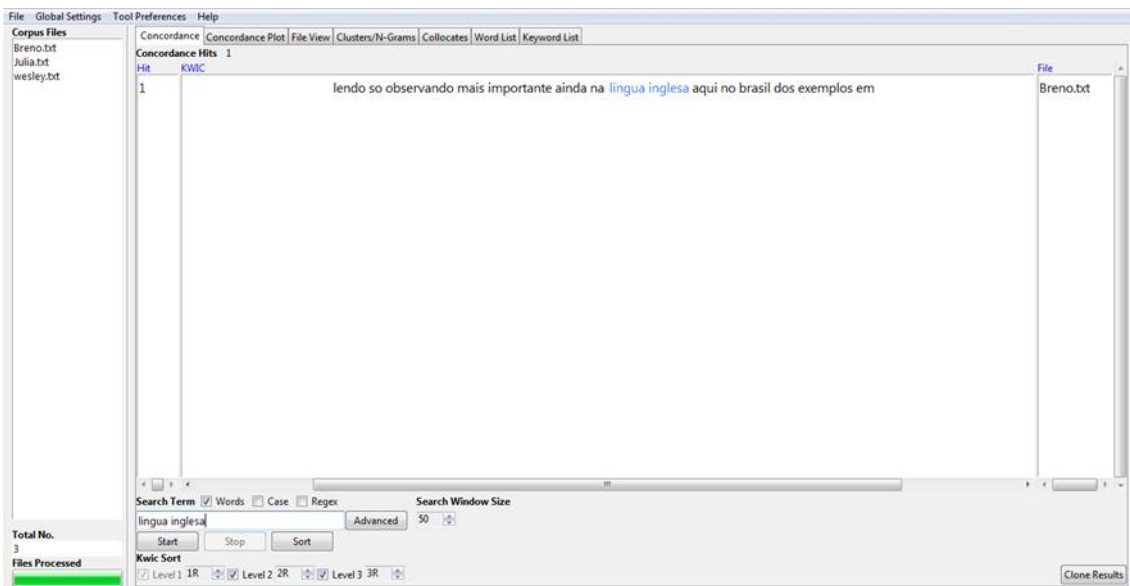 File Global Settings Tool Preferences Help
Corpus Files
Breno.txt
Julia.txt
wesley.txt
Concordance Concordance Plot File View Clusters/N-Grams Collocates Word List Keyword List
Concordance Hits 1
Hit KWIC File
1 lendo so observando mais importante ainda na lingua inglesa aqui no brasil dos exemplos em Breno.txt
Search Term Words Case Regex Search Window Size
lingua inglesa Advanced 50
Start Stop Sort
Total No.
3
Files Processed
Kwic Sort
Level 1 1R Level 2 2R Level 3 3R
Clone Results